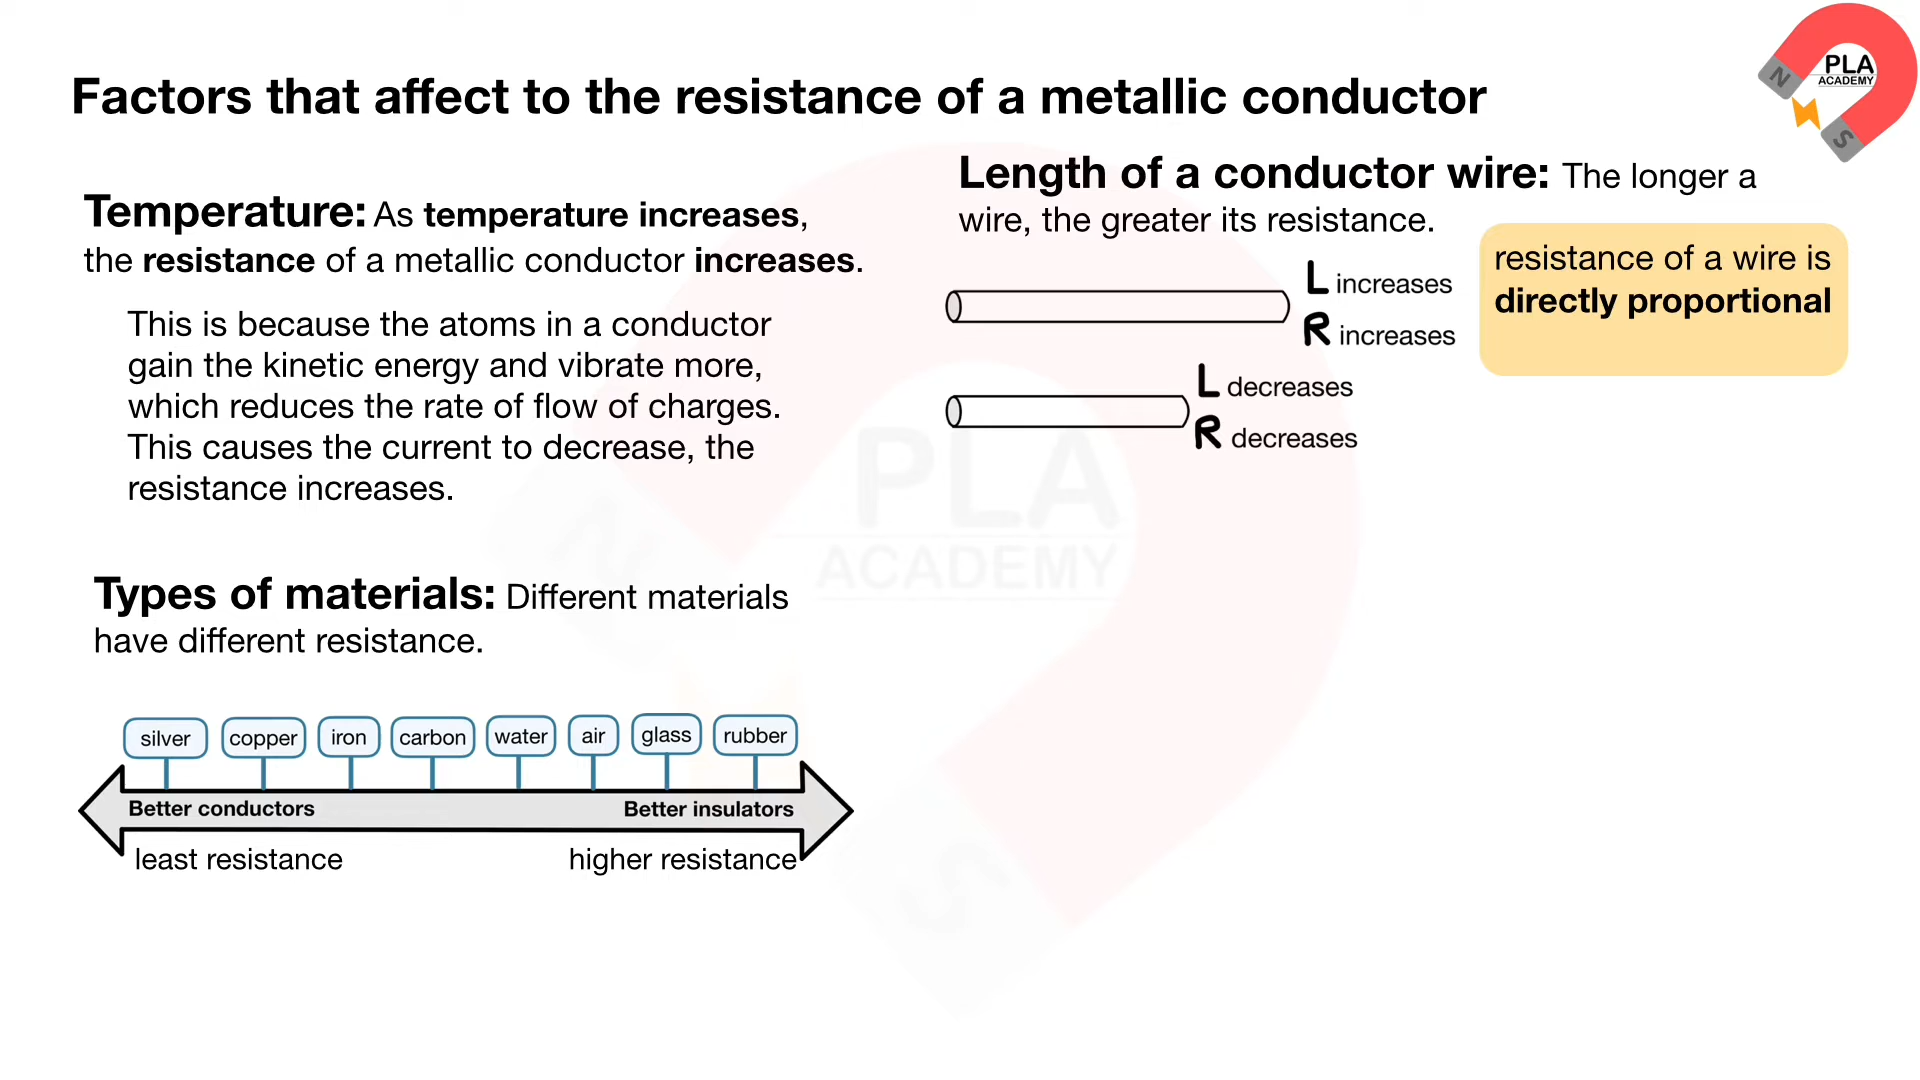 Factors that affect to the resistance of a metallic conductor
PLA
ACADEMY
N
S
Temperature: As temperature increases,
the resistance of a metallic conductor increases.
This is because the atoms in a conductor
gain the kinetic energy and vibrate more,
which reduces the rate of flow of charges.
This causes the current to decrease, the
resistance increases.
Types of materials: Different materials
have different resistance.
silver copper iron carbon water air glass rubber
Better conductors Better insulators
least resistance higher resistance
Length of a conductor wire: The longer a
wire, the greater its resistance.
L increases
R increases
L decreases
R decreases
resistance of a wire is
directly proportional
PLA
ACADEMY
N
S